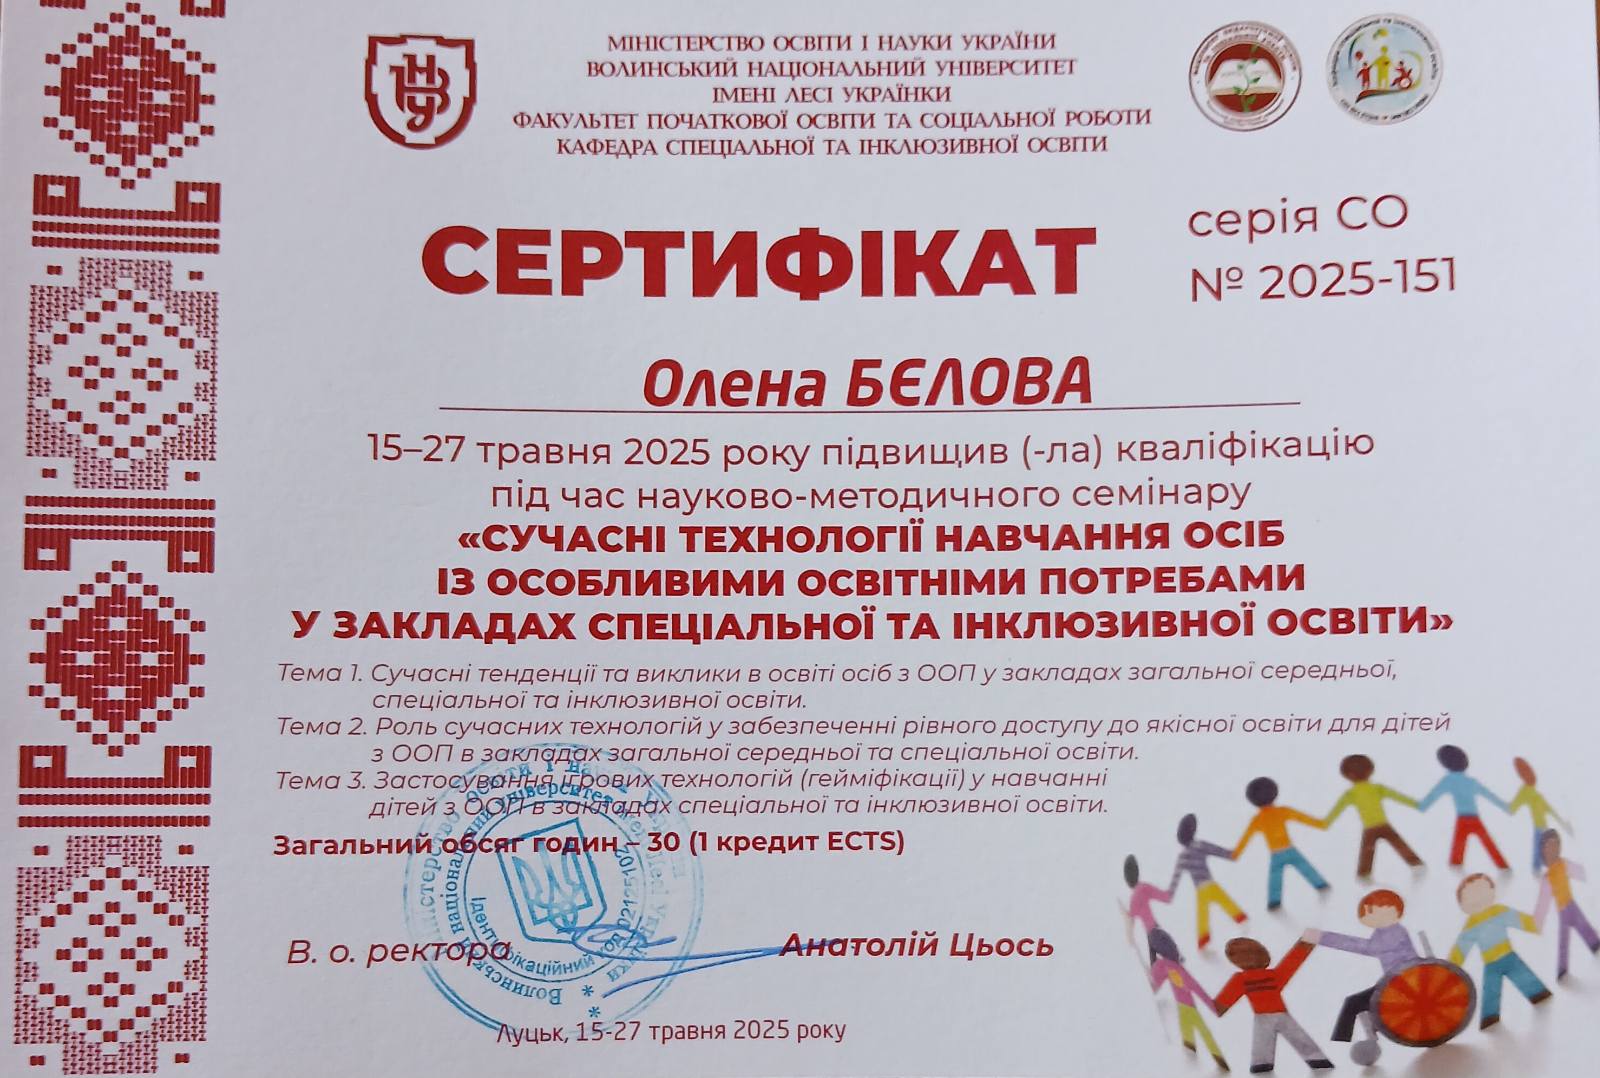 МІНІСТЕРСТВО ОСВІТИ І НАУКИ УКРАЇНИ
ВОЛИНСЬКИЙ НАЦІОНАЛЬНИЙ УНІВЕРСИТЕТ
ІМЕНІ ЛЕСІ УКРАЇНКИ
ФАКУЛЬТЕТ ПОЧАТКОВОЇ ОСВІТИ ТА СОЦІАЛЬНОЇ РОБОТИ
КАФЕДРА СПЕЦІАЛЬНОЇ ТА ІНКЛЮЗИВНОЇ ОСВІТИ
СЕРТИФІКАТ
серія СО
№ 2025-151
Олена БЄЛОВА
15–27 травня 2025 року підвищив (-ла) кваліфікацію
під час науково-методичного семінару
«СУЧАСНІ ТЕХНОЛОГІЇ НАВЧАННЯ ОСІБ
ІЗ ОСОБЛИВИМИ ОСВІТНІМИ ПОТРЕБАМИ
У ЗАКЛАДАХ СПЕЦІАЛЬНОЇ ТА ІНКЛЮЗИВНОЇ ОСВІТИ»
Тема 1. Сучасні тенденції та виклики в освіті осіб з ООП у закладах загальної середньої,
спеціальної та інклюзивної освіти.
Тема 2. Роль сучасних технологій у забезпеченні рівного доступу до якісної освіти для дітей
з ООП в закладах загальної середньої та спеціальної освіти.
Тема 3. Застосування ігрових технологій (гейміфікації) у навчанні
дітей з ООП в закладах спеціальної та інклюзивної освіти.
Загальний обсяг годин – 30 (1 кредит ECTS)
В. о. ректора
Анатолій Цьось
Луцьк, 15-27 травня 2025 року